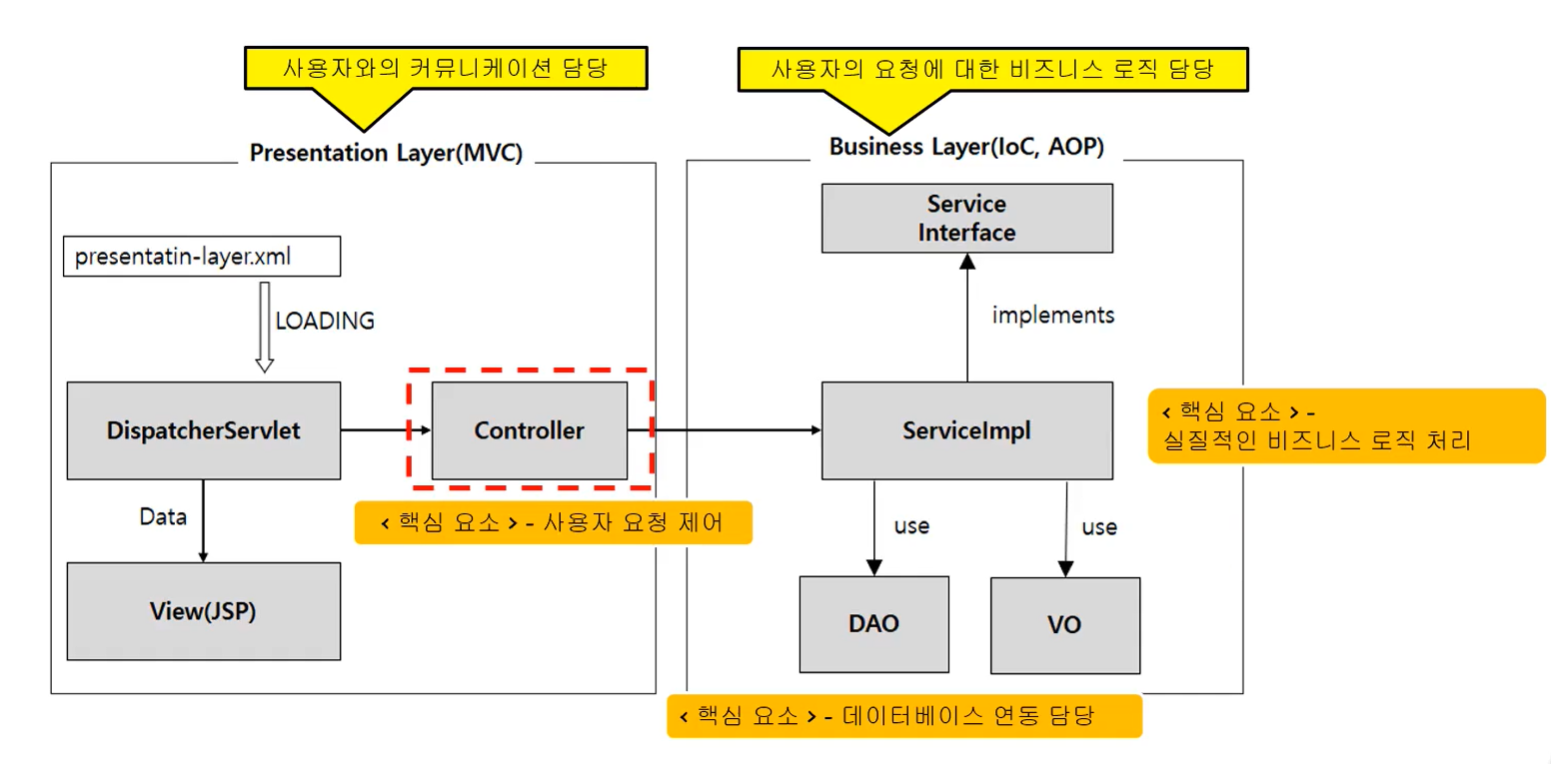 사용자와의 커뮤니케이션 담당
사용자의 요청에 대한 비즈니스 로직 담당
Presentation Layer(MVC)
Business Layer(IoC, AOP)
presentatin-layer.xml
LOADING
DispatcherServlet
Controller
< 핵심 요소 > - 사용자 요청 제어
Data
View(JSP)
Service
Interface
implements
ServiceImpl
< 핵심 요소 > -
실질적인 비즈니스 로직 처리
use
use
DAO
VO
< 핵심 요소 > - 데이터베이스 연동 담당